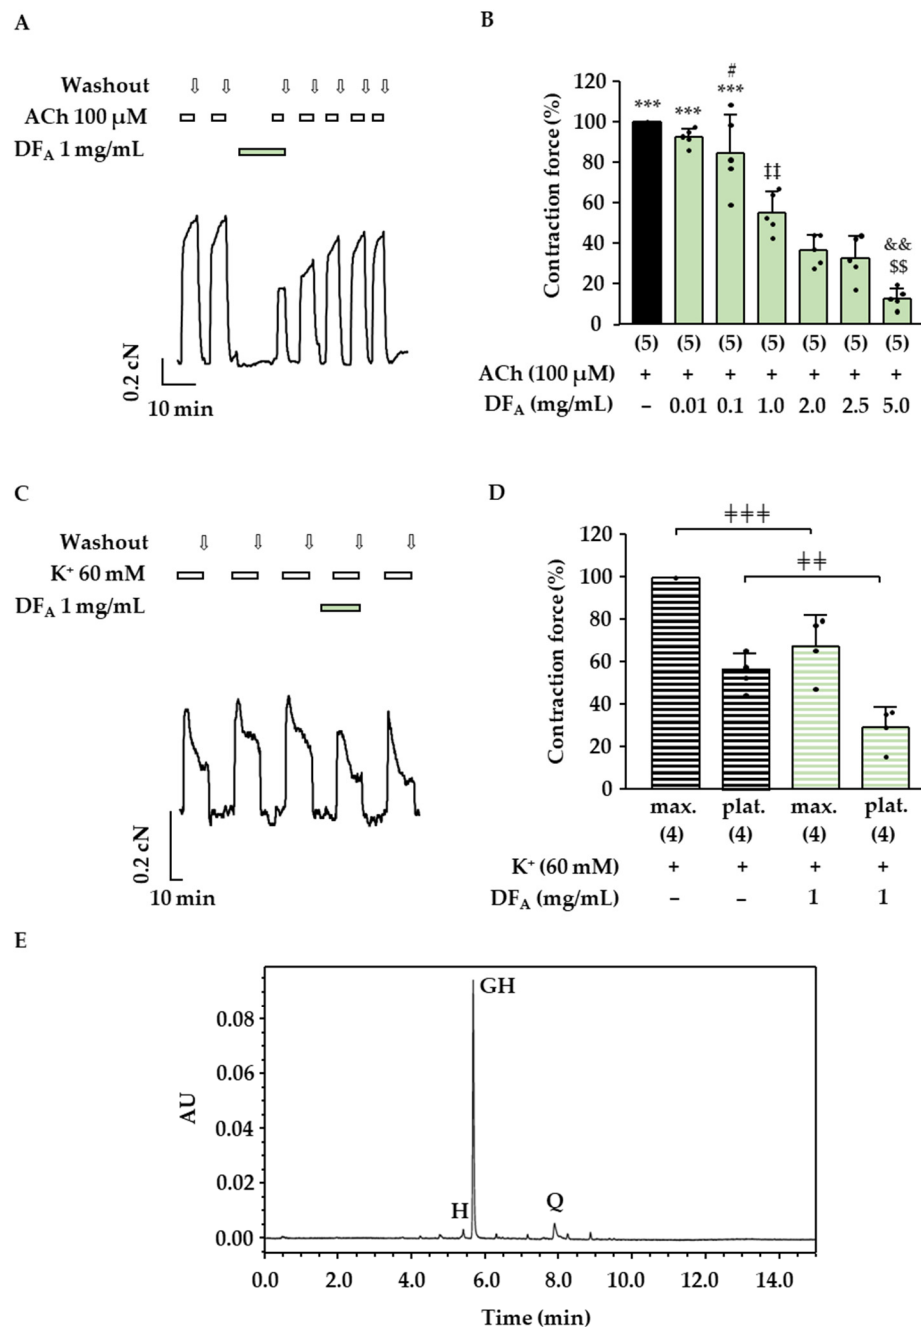 A
Washout
ACh 100 μM
DF_A 1 mg/mL
0.2 cN
10 min
B
Contraction force (%)
120
100
80
60
40
20
0
***
***
#
***
‡‡
&&
$$
(5) (5) (5) (5) (5) (5) (5)
ACh (100 μM) + + + + + + +
DF_A (mg/mL) – 0.01 0.1 1.0 2.0 2.5 5.0
C
Washout
K⁺ 60 mM
DF_A 1 mg/mL
0.2 cN
10 min
D
Contraction force (%)
120
100
80
60
40
20
0
ǂǂǂ
ǂǂ
max. plat. max. plat.
(4) (4) (4) (4)
K⁺ (60 mM) + + + +
DF_A (mg/mL) – – 1 1
E
AU
0.08
0.06
0.04
0.02
0.00
GH
H
Q
0.0 2.0 4.0 6.0 8.0 10.0 12.0 14.0
Time (min)